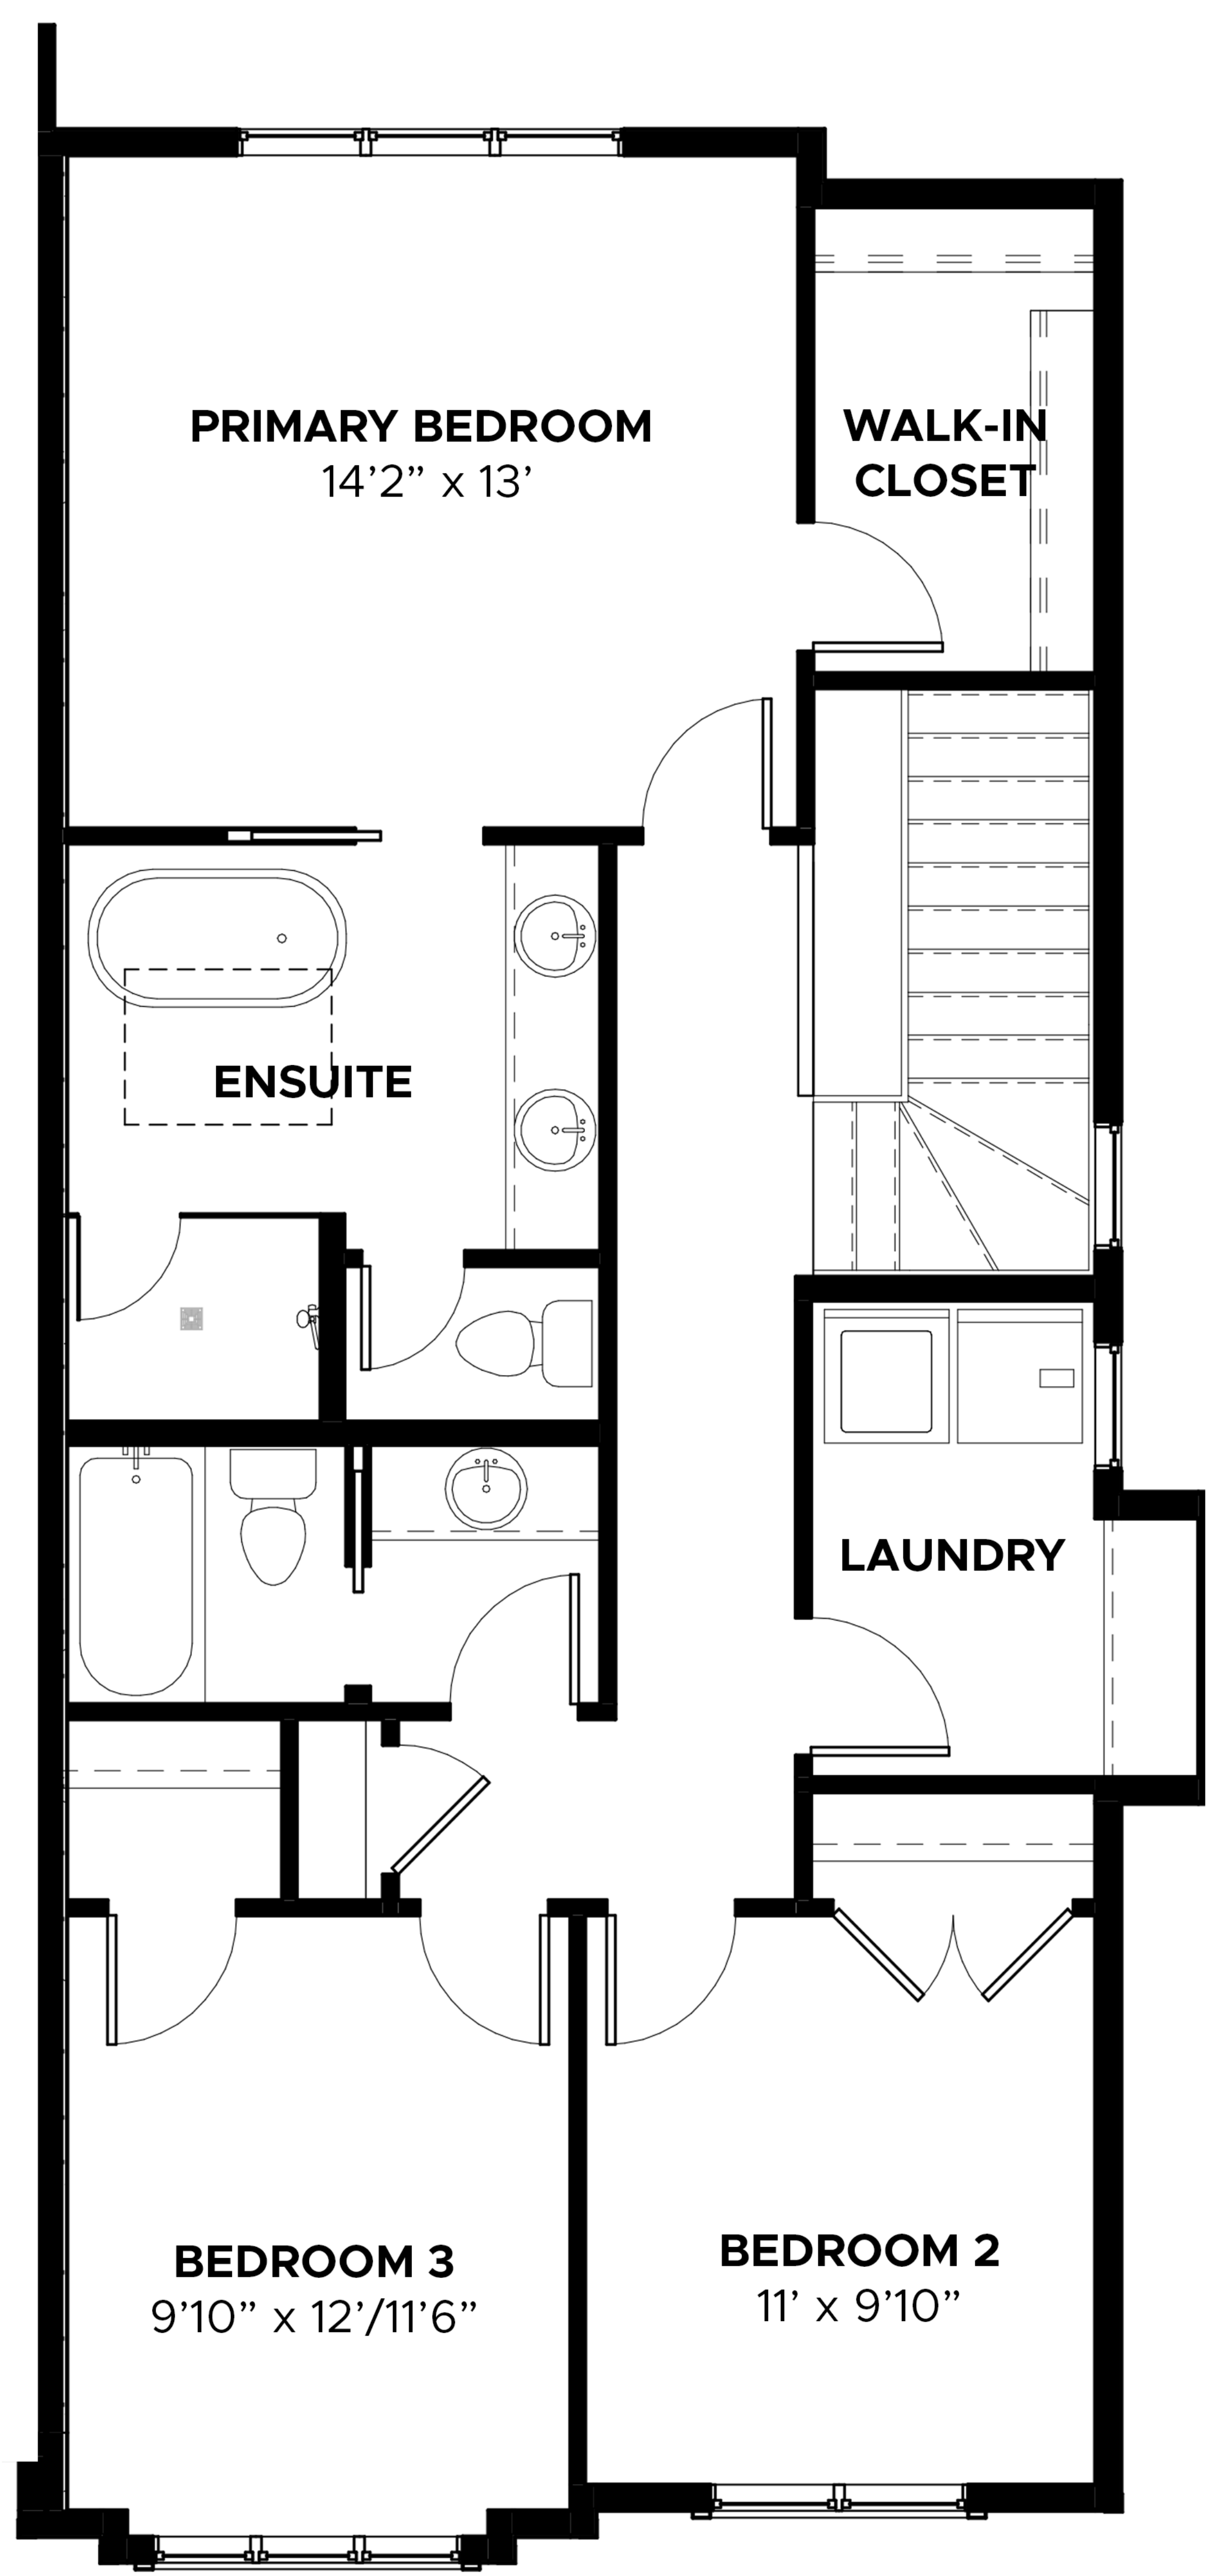 PRIMARY BEDROOM
14’2” x 13’
WALK-IN
CLOSET
ENSUITE
LAUNDRY
BEDROOM 3
9’10” x 12’/11’6”
BEDROOM 2
11’ x 9’10”